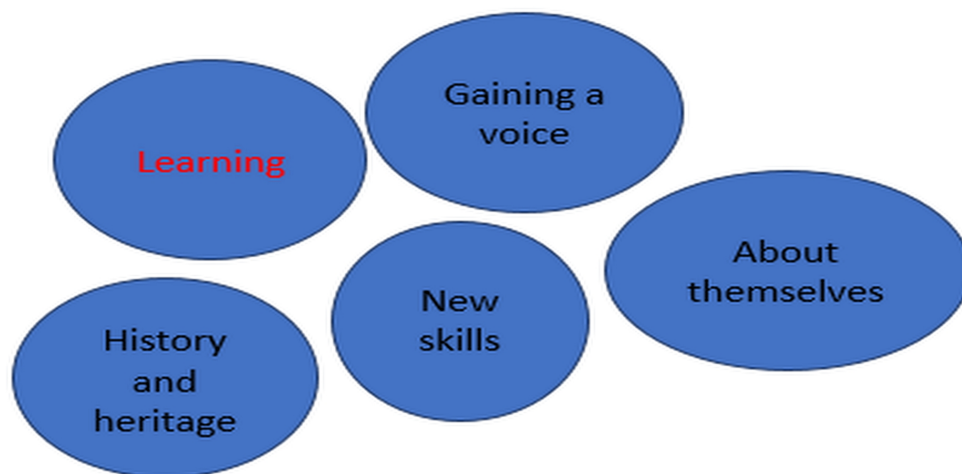 Learning
Gaining a
voice
About
themselves
New
skills
History
and
heritage